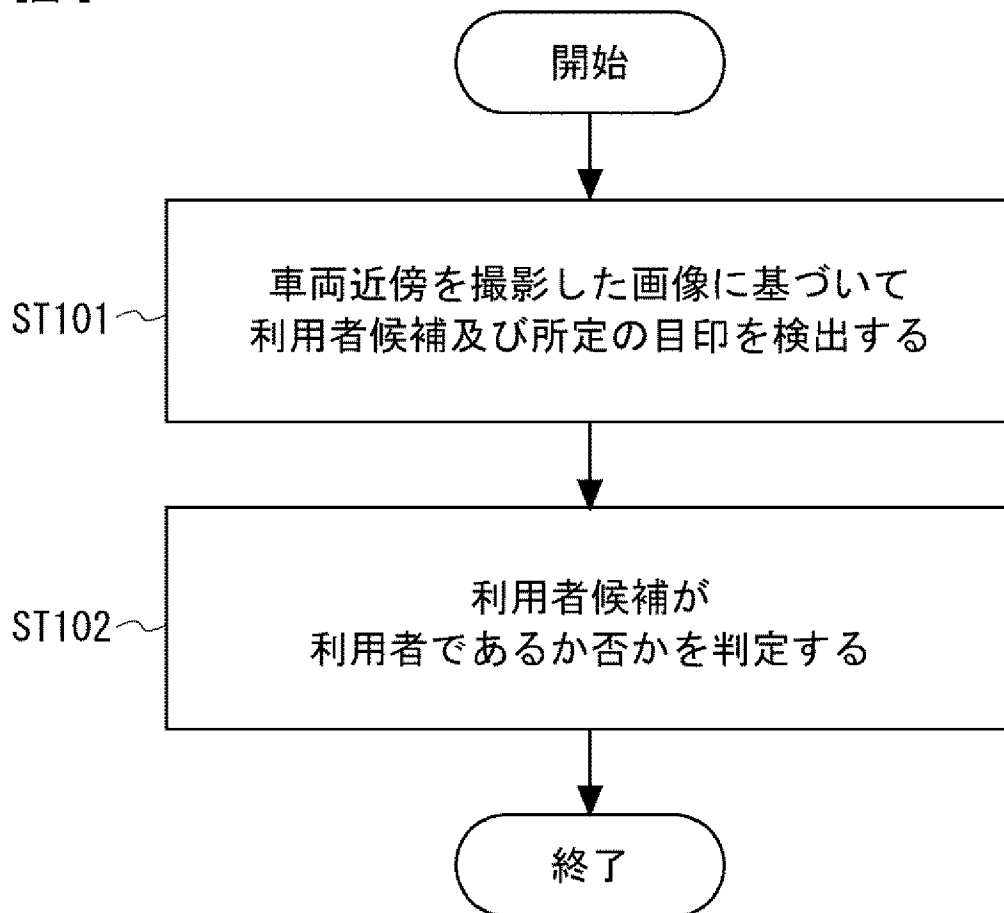 開始
ST101
車両近傍を撮影した画像に基づいて
利用者候補及び所定の目印を検出する
ST102
利用者候補が
利用者であるか否かを判定する
終了